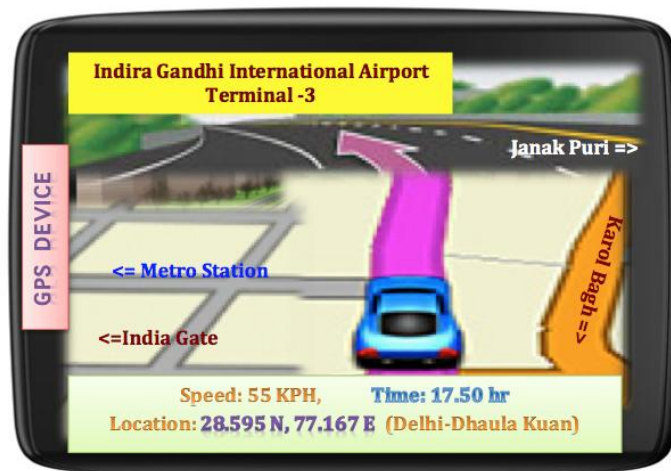 Indira Gandhi International Airport
Terminal -3
Janak Puri =>
GPS DEVICE
Karol Bagh =>
<= Metro Station
<=India Gate
Speed: 55 KPH, Time: 17.50 hr
Location: 28.595 N, 77.167 E (Delhi-Dhaula Kuan)